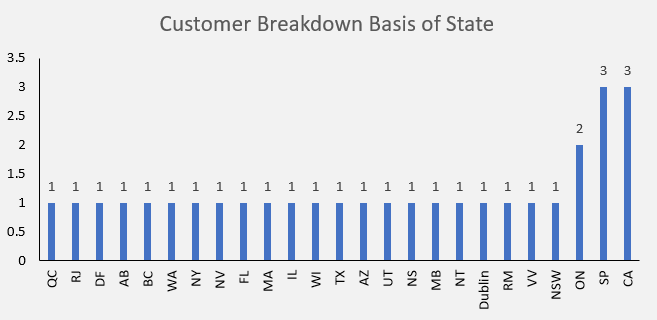 Customer Breakdown Basis of State
3.5
3
2.5
2
1.5
1
0.5
0
1 1 1 1 1 1 1 1 1 1 1 1 1 1 1 1 1 1 1 1 1 1 2 3 3
QC RJ DF AB BC WA NY NV FL MA IL WI TX AZ UT NS MB NT Dublin RM VV NSW ON SP CA